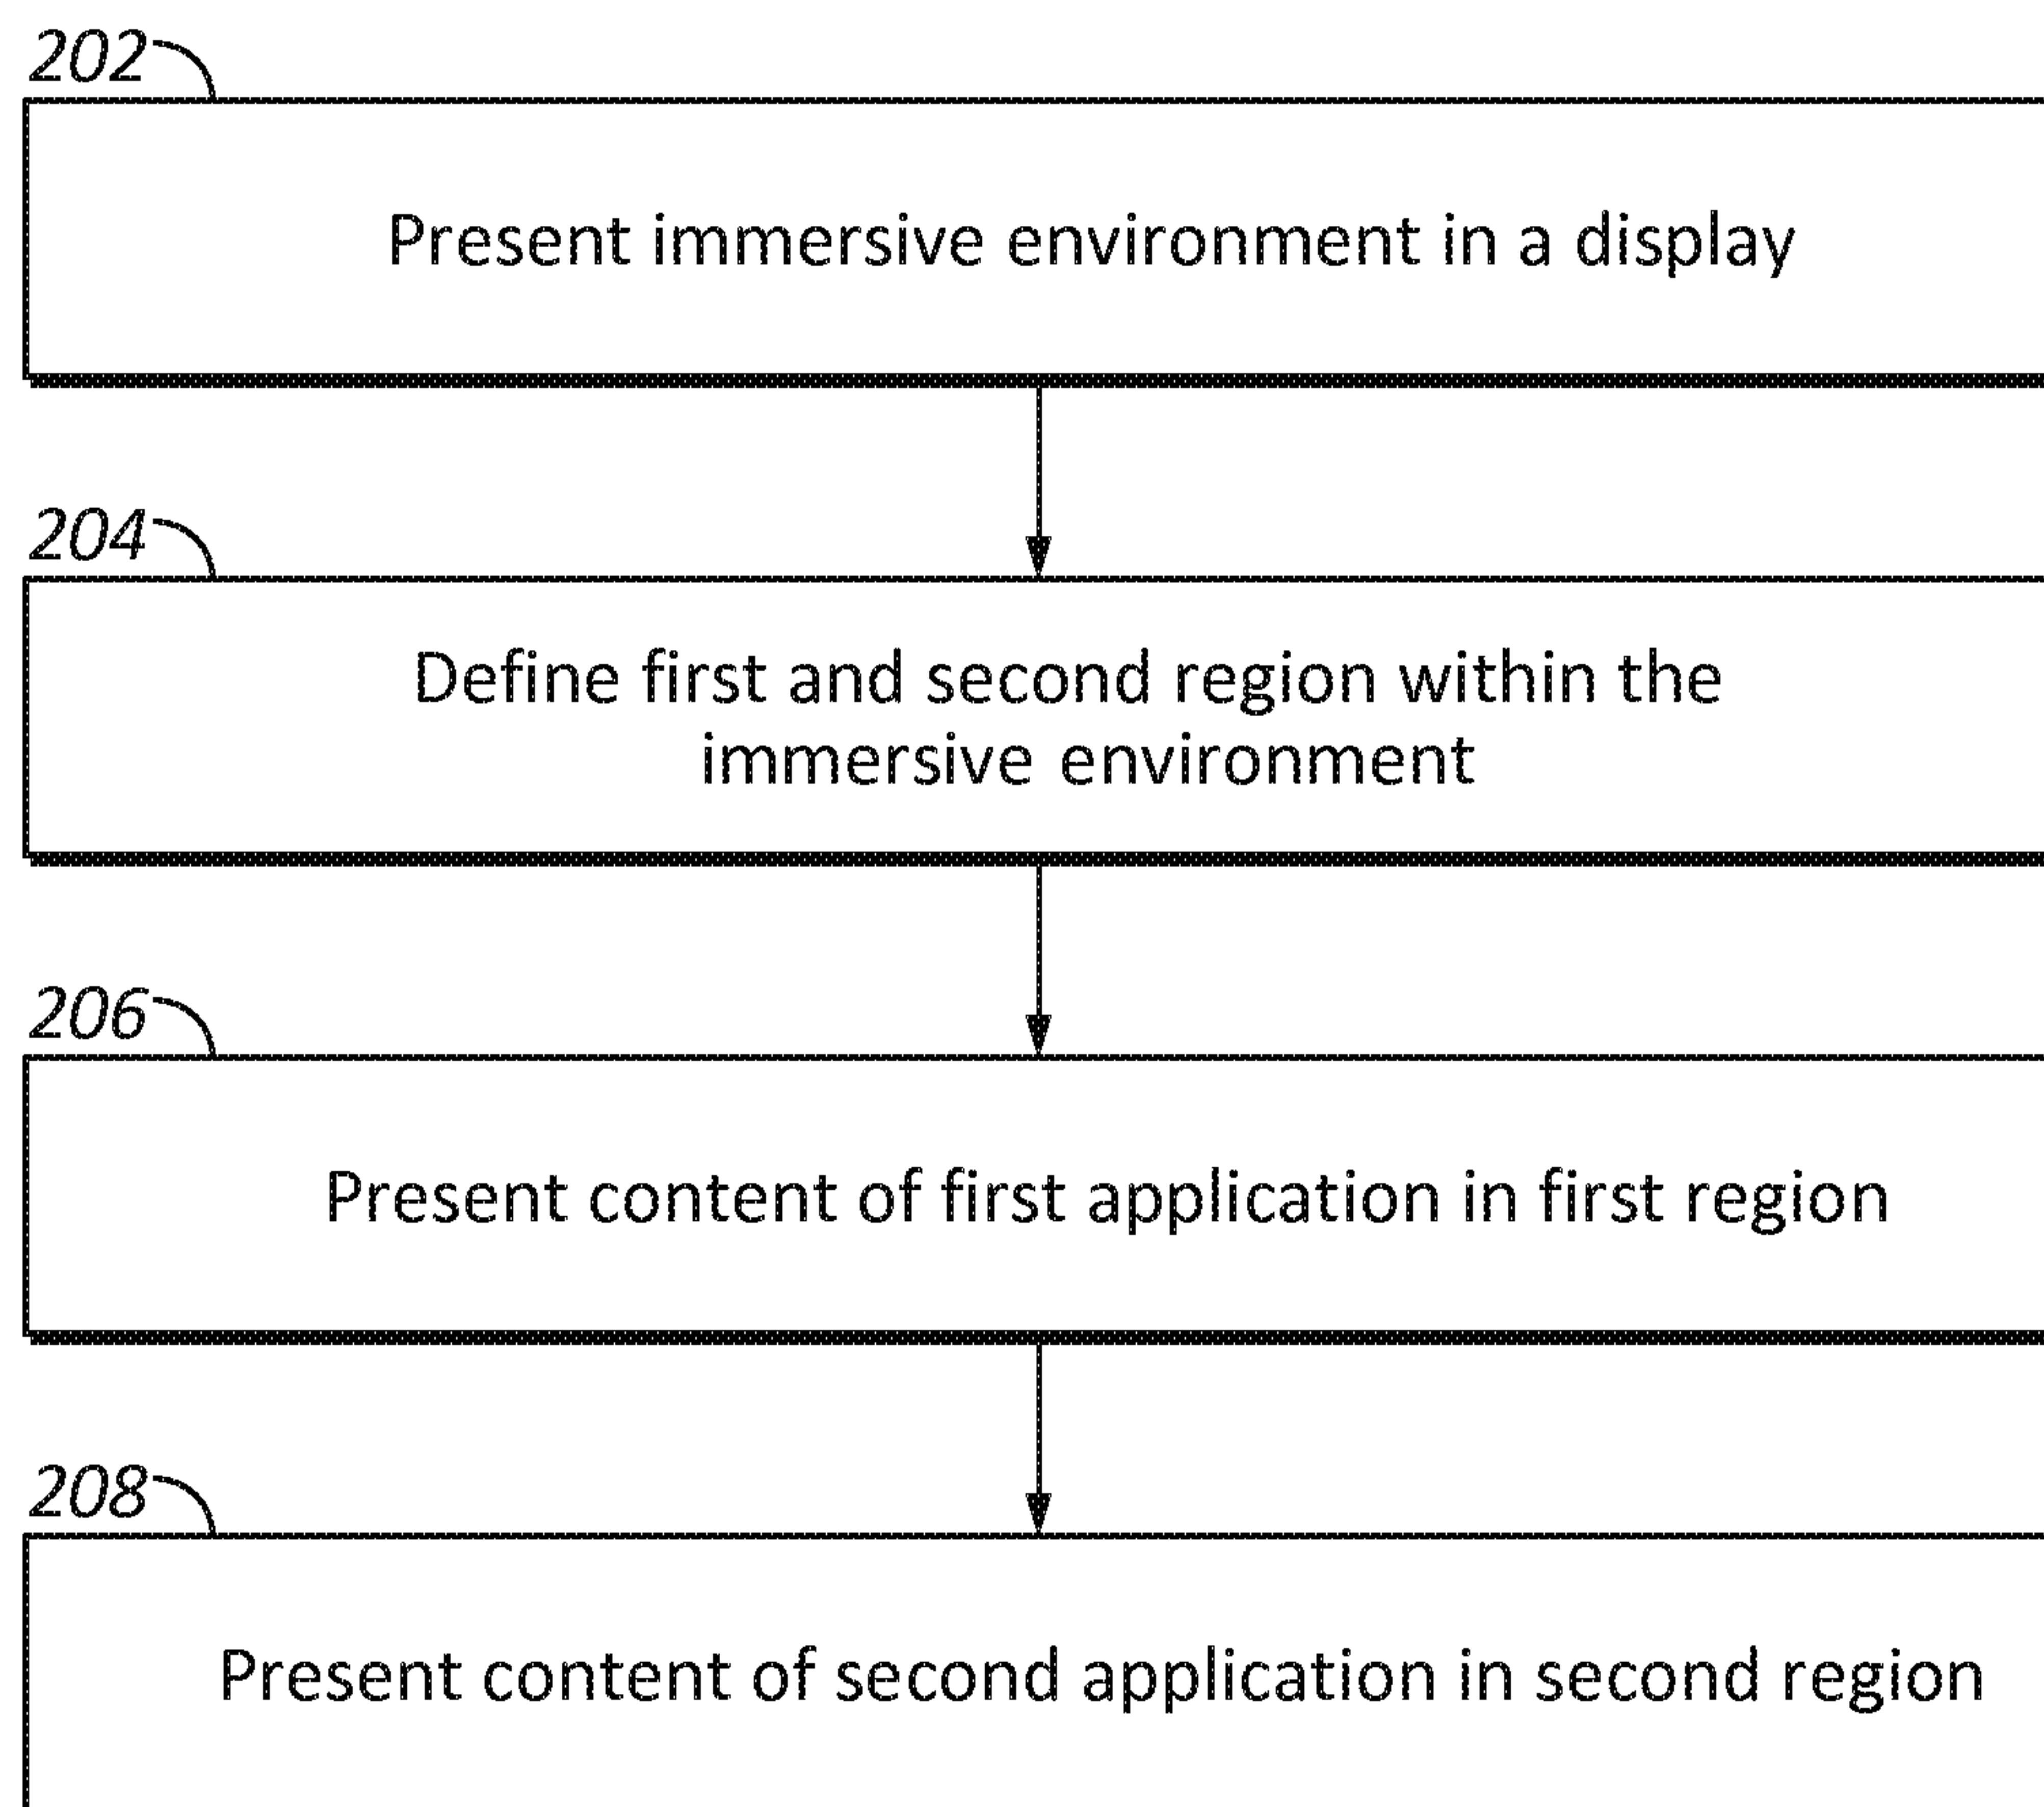 202
Present immersive environment in a display
204
Define first and second region within the
immersive environment
206
Present content of first application in first region
208
Present content of second application in second region